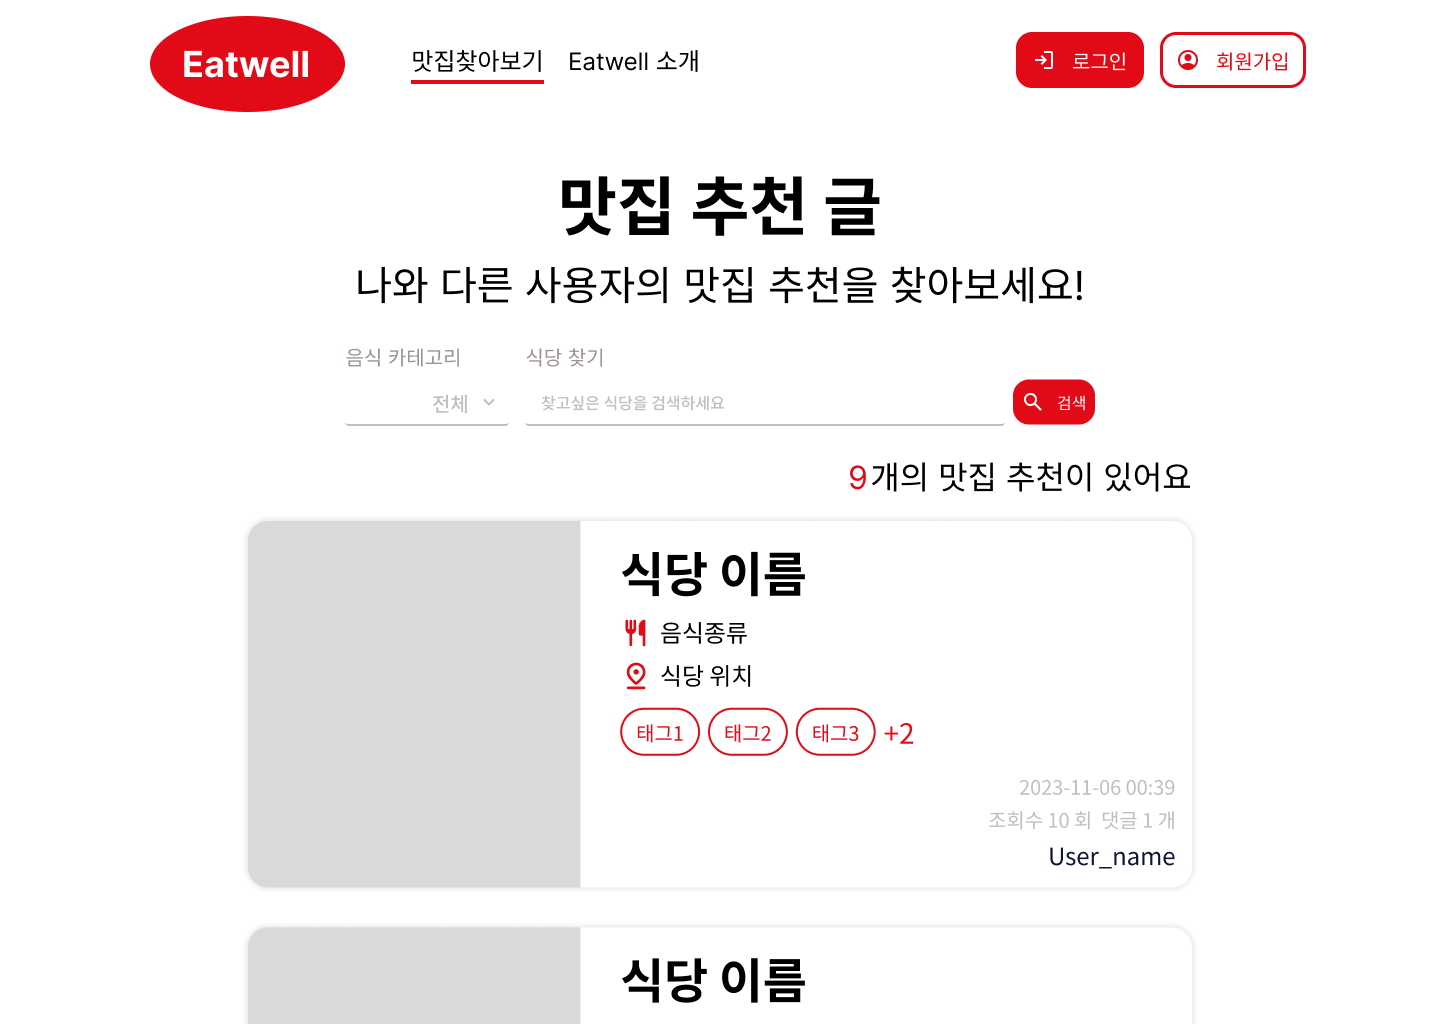 Eatwell
맛집찾아보기 Eatwell 소개
로그인 회원가입
맛집 추천 글
나와 다른 사용자의 맛집 추천을 찾아보세요!
음식 카테고리 식당 찾기
전체 찾고싶은 식당을 검색하세요 검색
9개의 맛집 추천이 있어요
식당 이름
음식종류
식당 위치
태그1 태그2 태그3 +2
2023-11-06 00:39
조회수 10 회 댓글 1 개
User_name
식당 이름